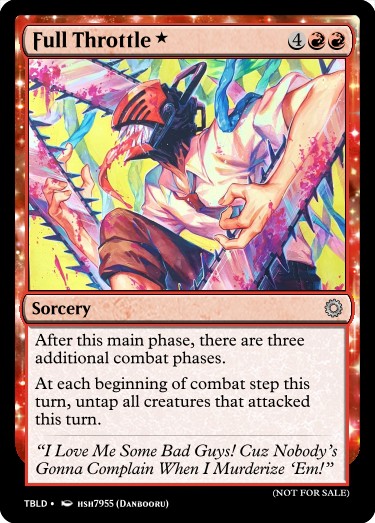 Full Throttle ★ 4
Sorcery
After this main phase, there are three
additional combat phases.
At each beginning of combat step this
turn, untap all creatures that attacked
this turn.
“I Love Me Some Bad Guys! Cuz Nobody’s
Gonna Complain When I Murderize ‘Em!”
(NOT FOR SALE)
TBLD • HSH7955 (DANBOORU)